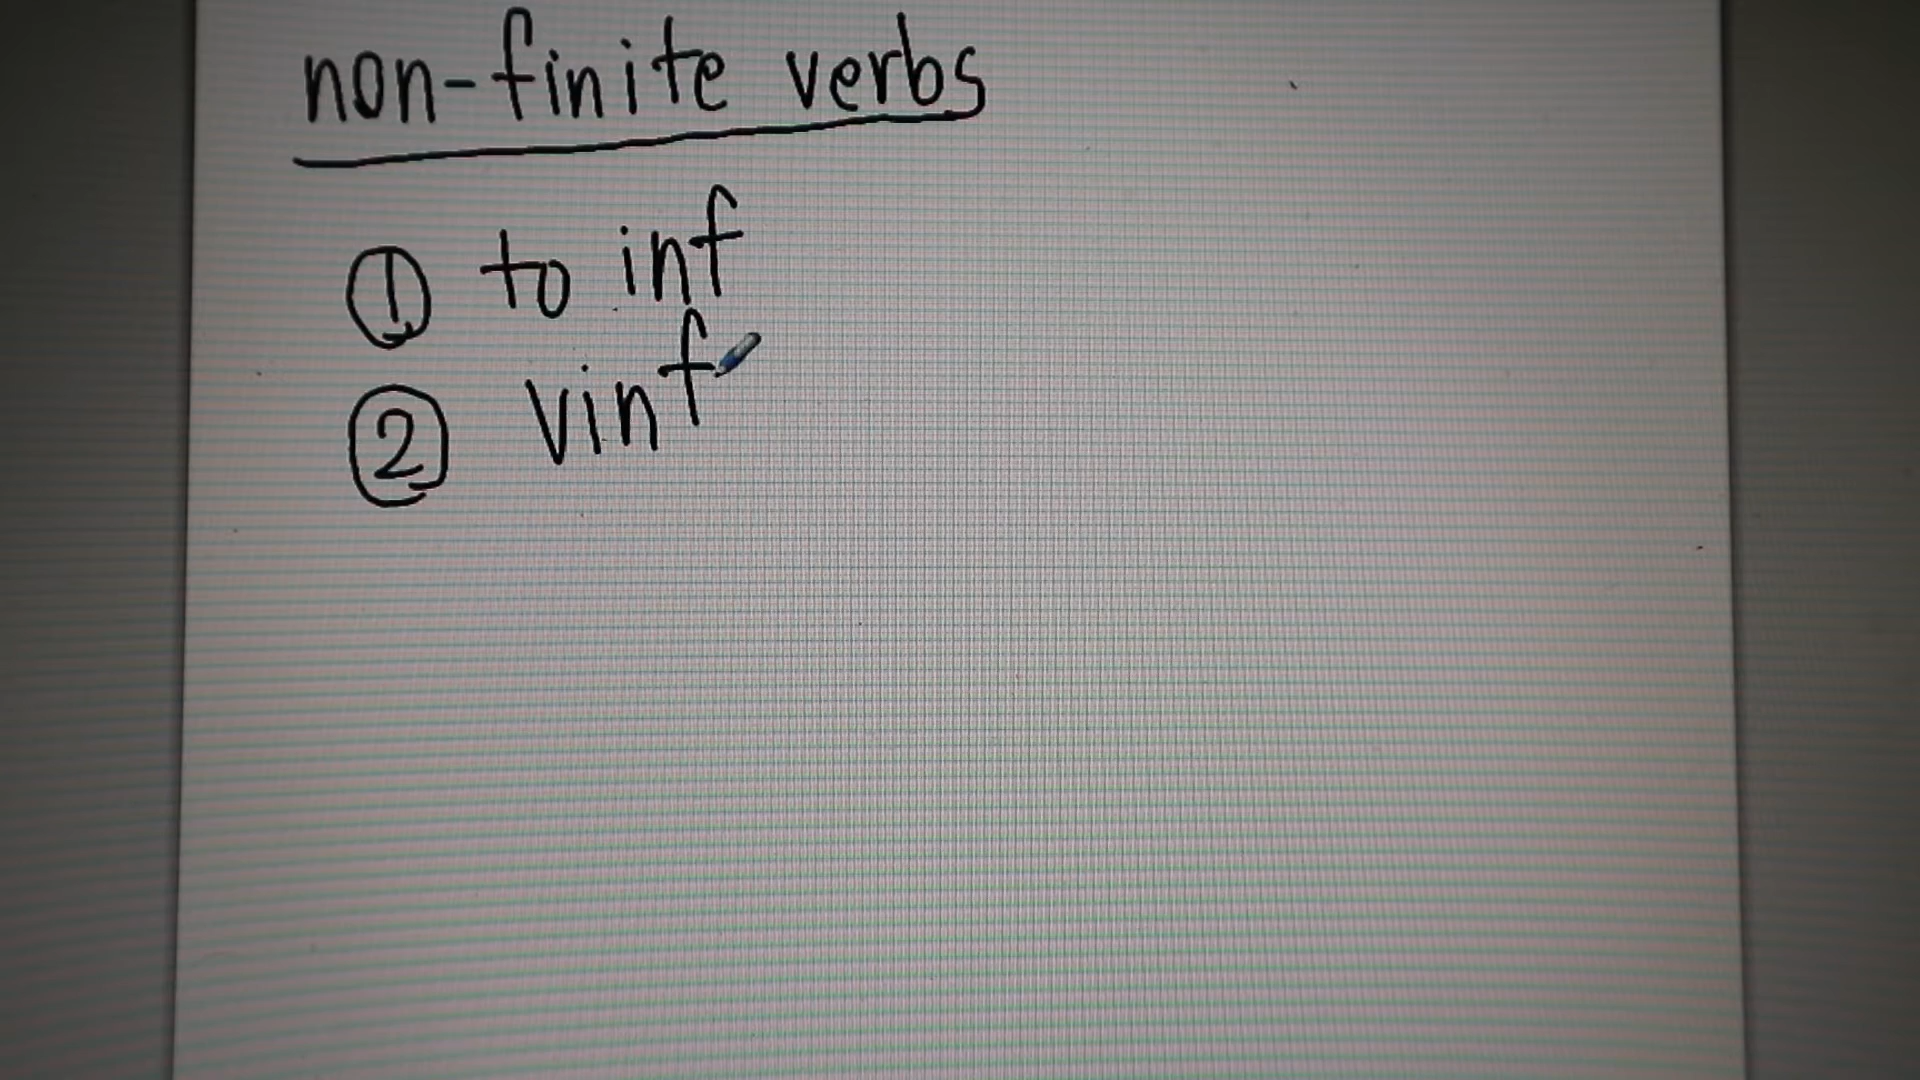 non-finite verbs
① to inf
② vinf